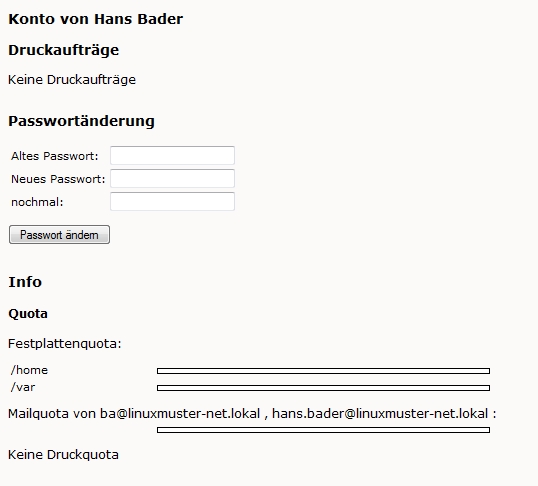 Konto von Hans Bader
Druckaufträge
Keine Druckaufträge
Passwortänderung
Altes Passwort:
Neues Passwort:
nochmal:
Passwort ändern
Info
Quota
Festplattenquota:
/home
/var
Mailquota von ba@linuxmuster-net.lokal , hans.bader@linuxmuster-net.lokal :
Keine Druckquota